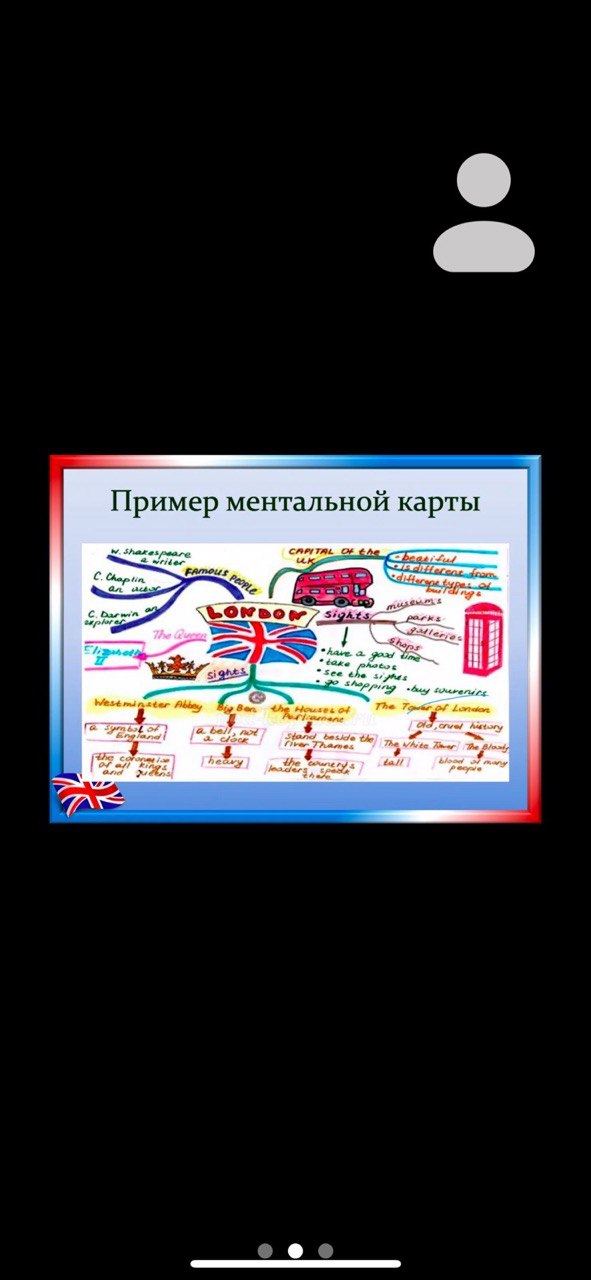 Пример ментальной карты
W. Shakespeare
a writer
C. Chaplin
an actor
C. Darwin an
explorer
FAMOUS PEOPLE
CAPITAL OF the
UK
• beatiful
• is different from
• different types of
buildings
LONDON
Sights
museums
parks
galleries
shops
The Queen
Elizabeth
II
• have a good time
• take photos
• see the sights
• go shopping • buy souvenirs
Sights
Westminster Abbey
Big Ben
the Houses of
Parliament
The Tower of London
a symbol of
England
a bell, not
a clock
stand beside the
river Thames
old, cruel history
The White Tower
The Bloody
of all kings
and queens
heavy
the country's
leaders speak
there
tall
blood of many
people